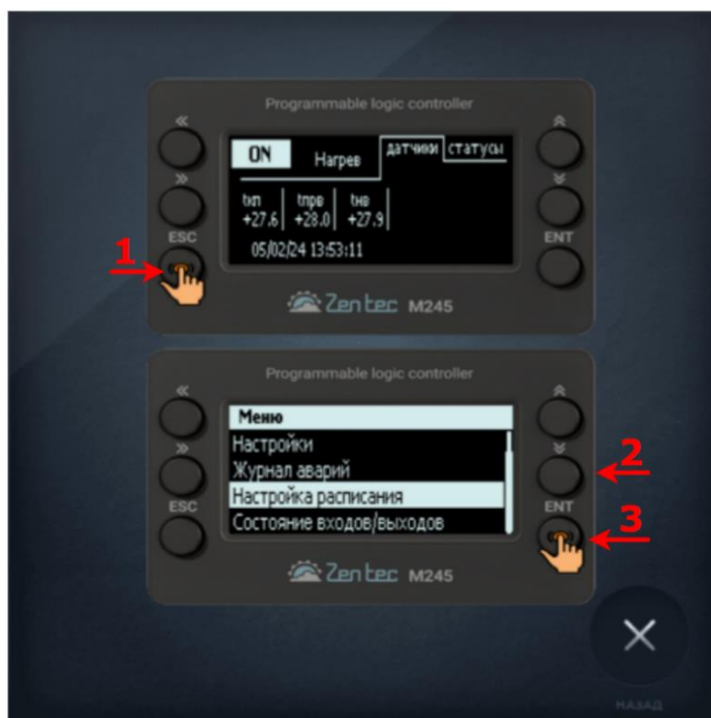 Programmable logic controller
«
»
ESC
ON
Нагрев
датчики статусы
tкп tпрв tнв
+27.6 +28.0 +27.9
05/02/24 13:53:11
ENT
1
Zentec M245
Programmable logic controller
«
»
ESC
Меню
Настройки
Журнал аварий
Настройка расписания
Состояние входов/выходов
2
ENT
3
Zentec M245
НАЗАД